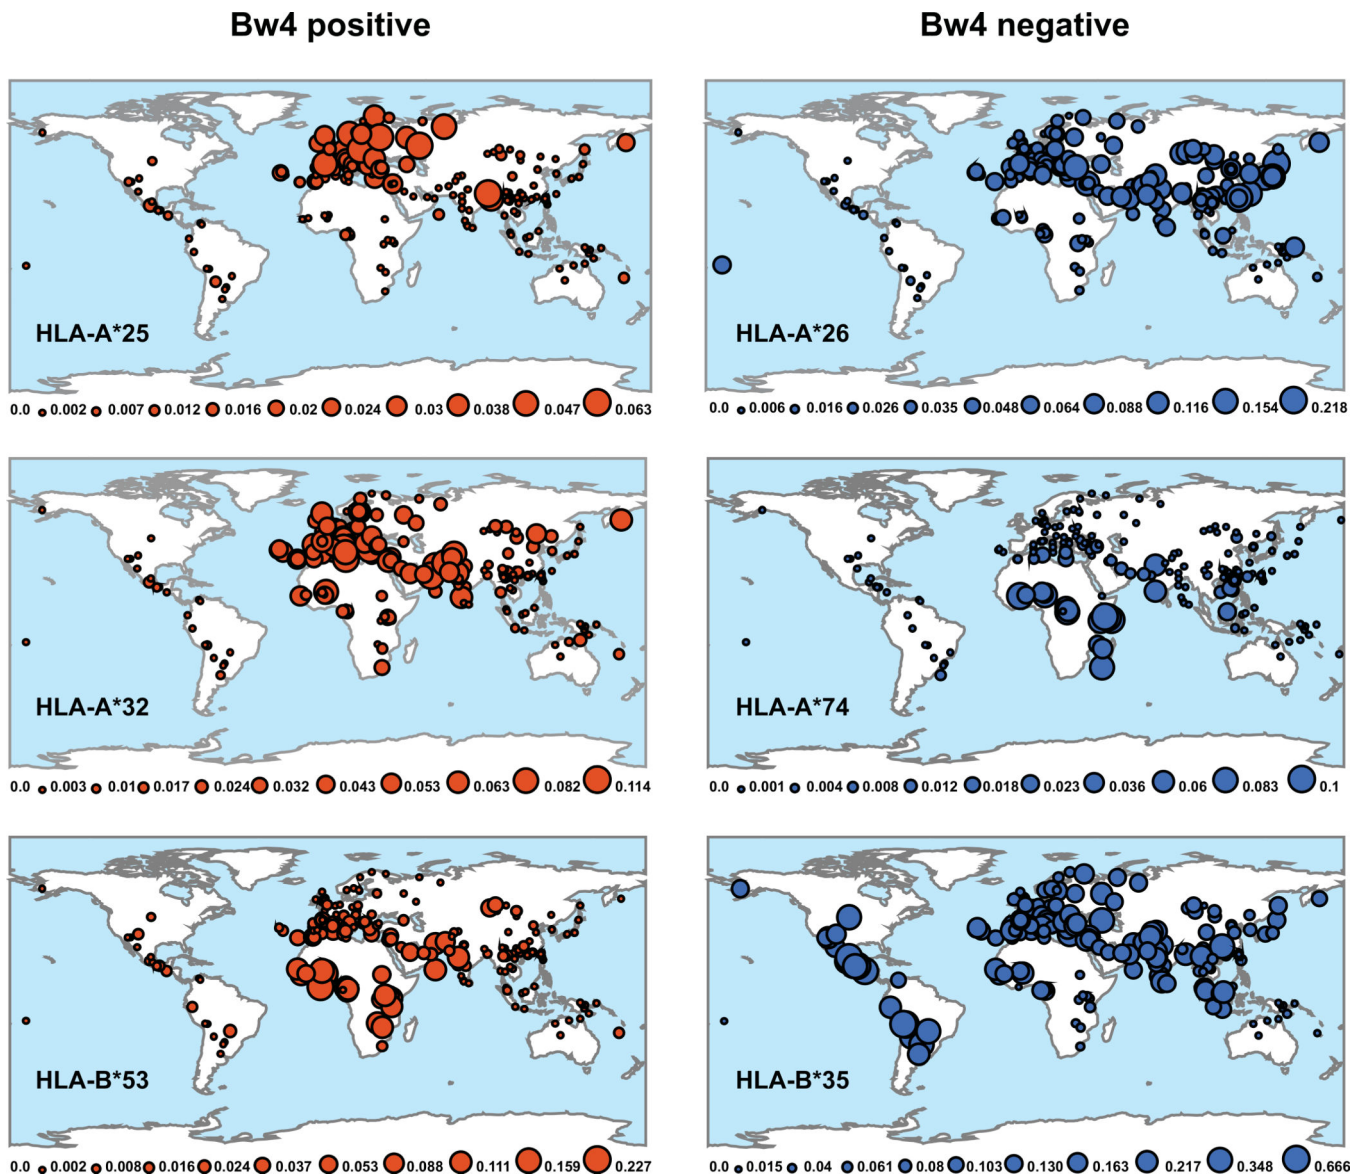 Bw4 positive
Bw4 negative
HLA-A*25
HLA-A*26
0.0 0.002 0.007 0.012 0.016 0.02 0.024 0.03 0.038 0.047 0.063
0.0 0.006 0.016 0.026 0.035 0.048 0.064 0.088 0.116 0.154 0.218
HLA-A*32
HLA-A*74
0.0 0.003 0.01 0.017 0.024 0.032 0.043 0.053 0.063 0.082 0.114
0.0 0.001 0.004 0.008 0.012 0.018 0.023 0.036 0.06 0.083 0.1
HLA-B*53
HLA-B*35
0.0 0.002 0.008 0.016 0.024 0.037 0.053 0.088 0.111 0.159 0.227
0.0 0.015 0.04 0.061 0.08 0.103 0.130 0.163 0.217 0.348 0.666